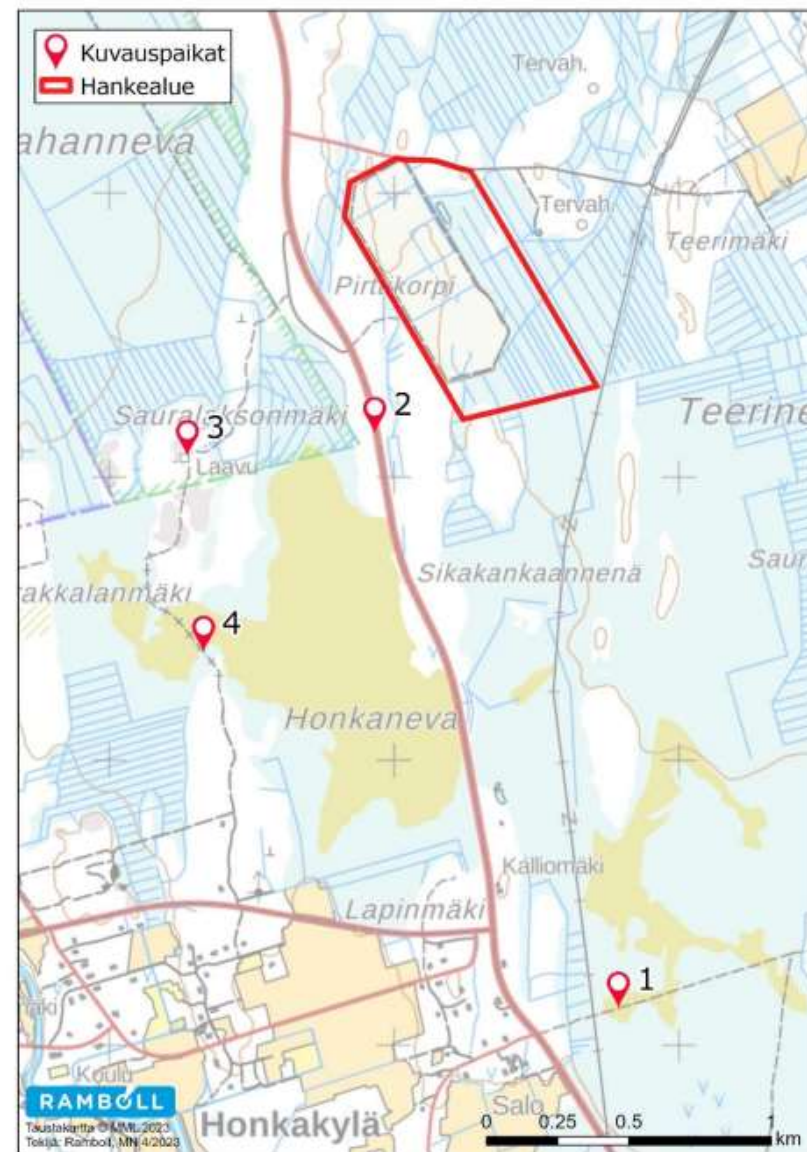 Kuvauspaikat
Hankealue
Tervah.
ahanneva
Tervah.
Teerimäki
Pirttikorpi
2
Sauralaksonmäki
3
Teerin
Laavu
Sikakankaannenä
Saur
akkalanmäki
4
Honkaneva
Kalliomäki
Lapinmäki
1
mäki
Koulu
RAMBOLL
Salo
Honkakylä
Taustakartta © MML 2023
Tekijä: Ramboll, MN 4/2023
0 0.25 0.5 1
km